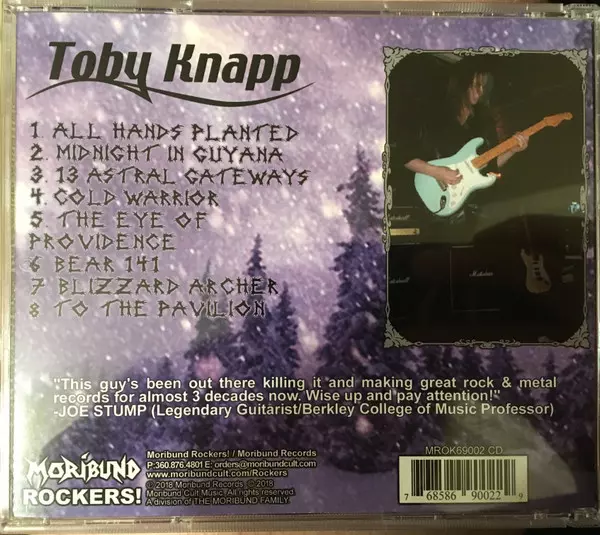 Toby Knapp
1 ALL HANDS PLANTED
2. MIDNIGHT IN GUYANA
3. 13 ASTRAL GATEWAYS
4. COLD WARRIOR
5. THE EYE OF
PROVIDENCE
6 BEAR 141
7 BLIZZARD ARCHER
8 TO THE PAVILION
Marshall
Marshall
"This guy's been out there killing it and making great rock & metal
records for almost 3 decades now. Wise up and pay attention!"
-JOE STUMP (Legendary Guitarist/Berkley College of Music Professor)
MORIBUND
ROCKERS!
Moribund Rockers! / Moribund Records
P:360.876.4801 E: orders@moribundcult.com
www.moribundcult.com/Rockers
℗ 2018 Moribund Records. © 2018
Moribund Cult Music. All rights reserved.
A division of THE MORIBUND FAMILY.
MROK69002 CD
7 68586 90022 9